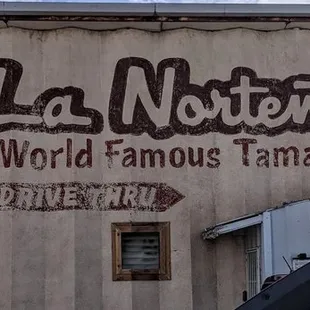 La Norteñ
World Famous Tama
DRIVE THRU